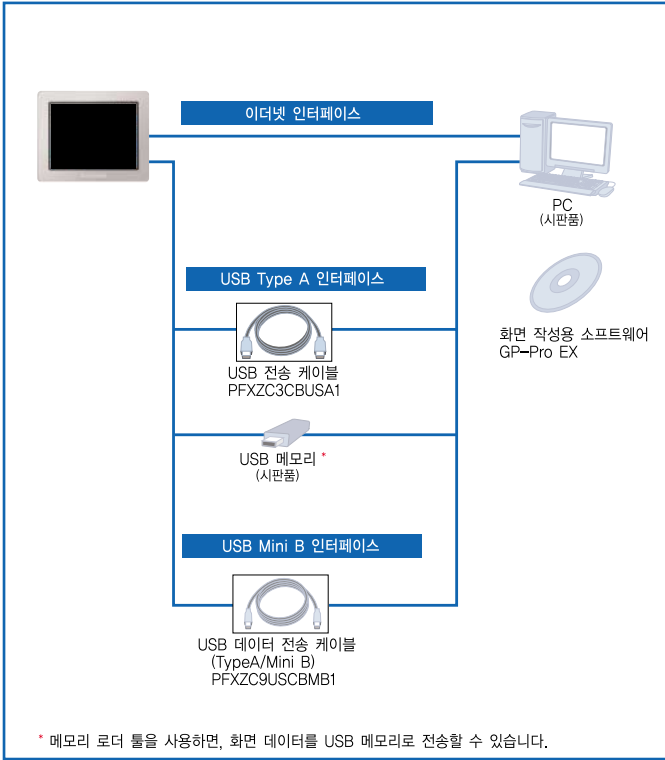 이더넷 인터페이스
PC
(시판품)
USB Type A 인터페이스
화면 작성용 소프트웨어
GP-Pro EX
USB 전송 케이블
PFXZC3CBUSA1
USB 메모리 *
(시판품)
USB Mini B 인터페이스
USB 데이터 전송 케이블
(TypeA/Mini B)
PFXZC9USCBMB1
* 메모리 로더 툴을 사용하면, 화면 데이터를 USB 메모리로 전송할 수 있습니다.